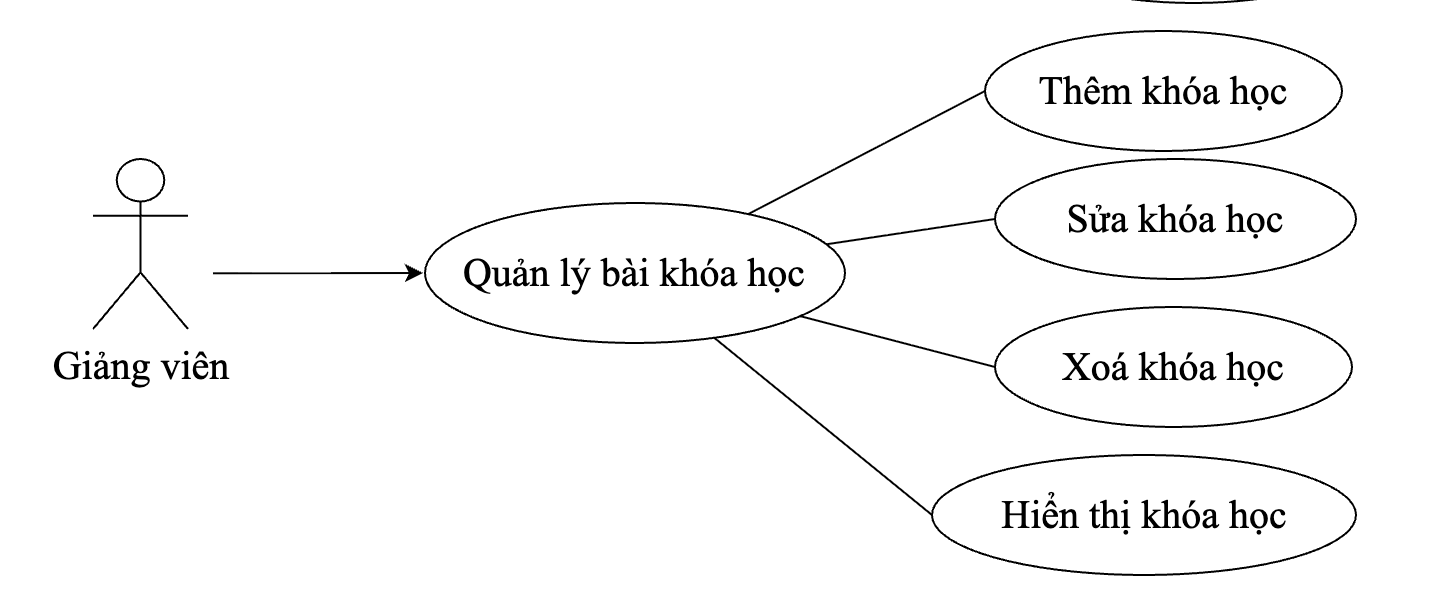 Thêm khóa học
Sửa khóa học
Quản lý bài khóa học
Giảng viên
Xoá khóa học
Hiển thị khóa học